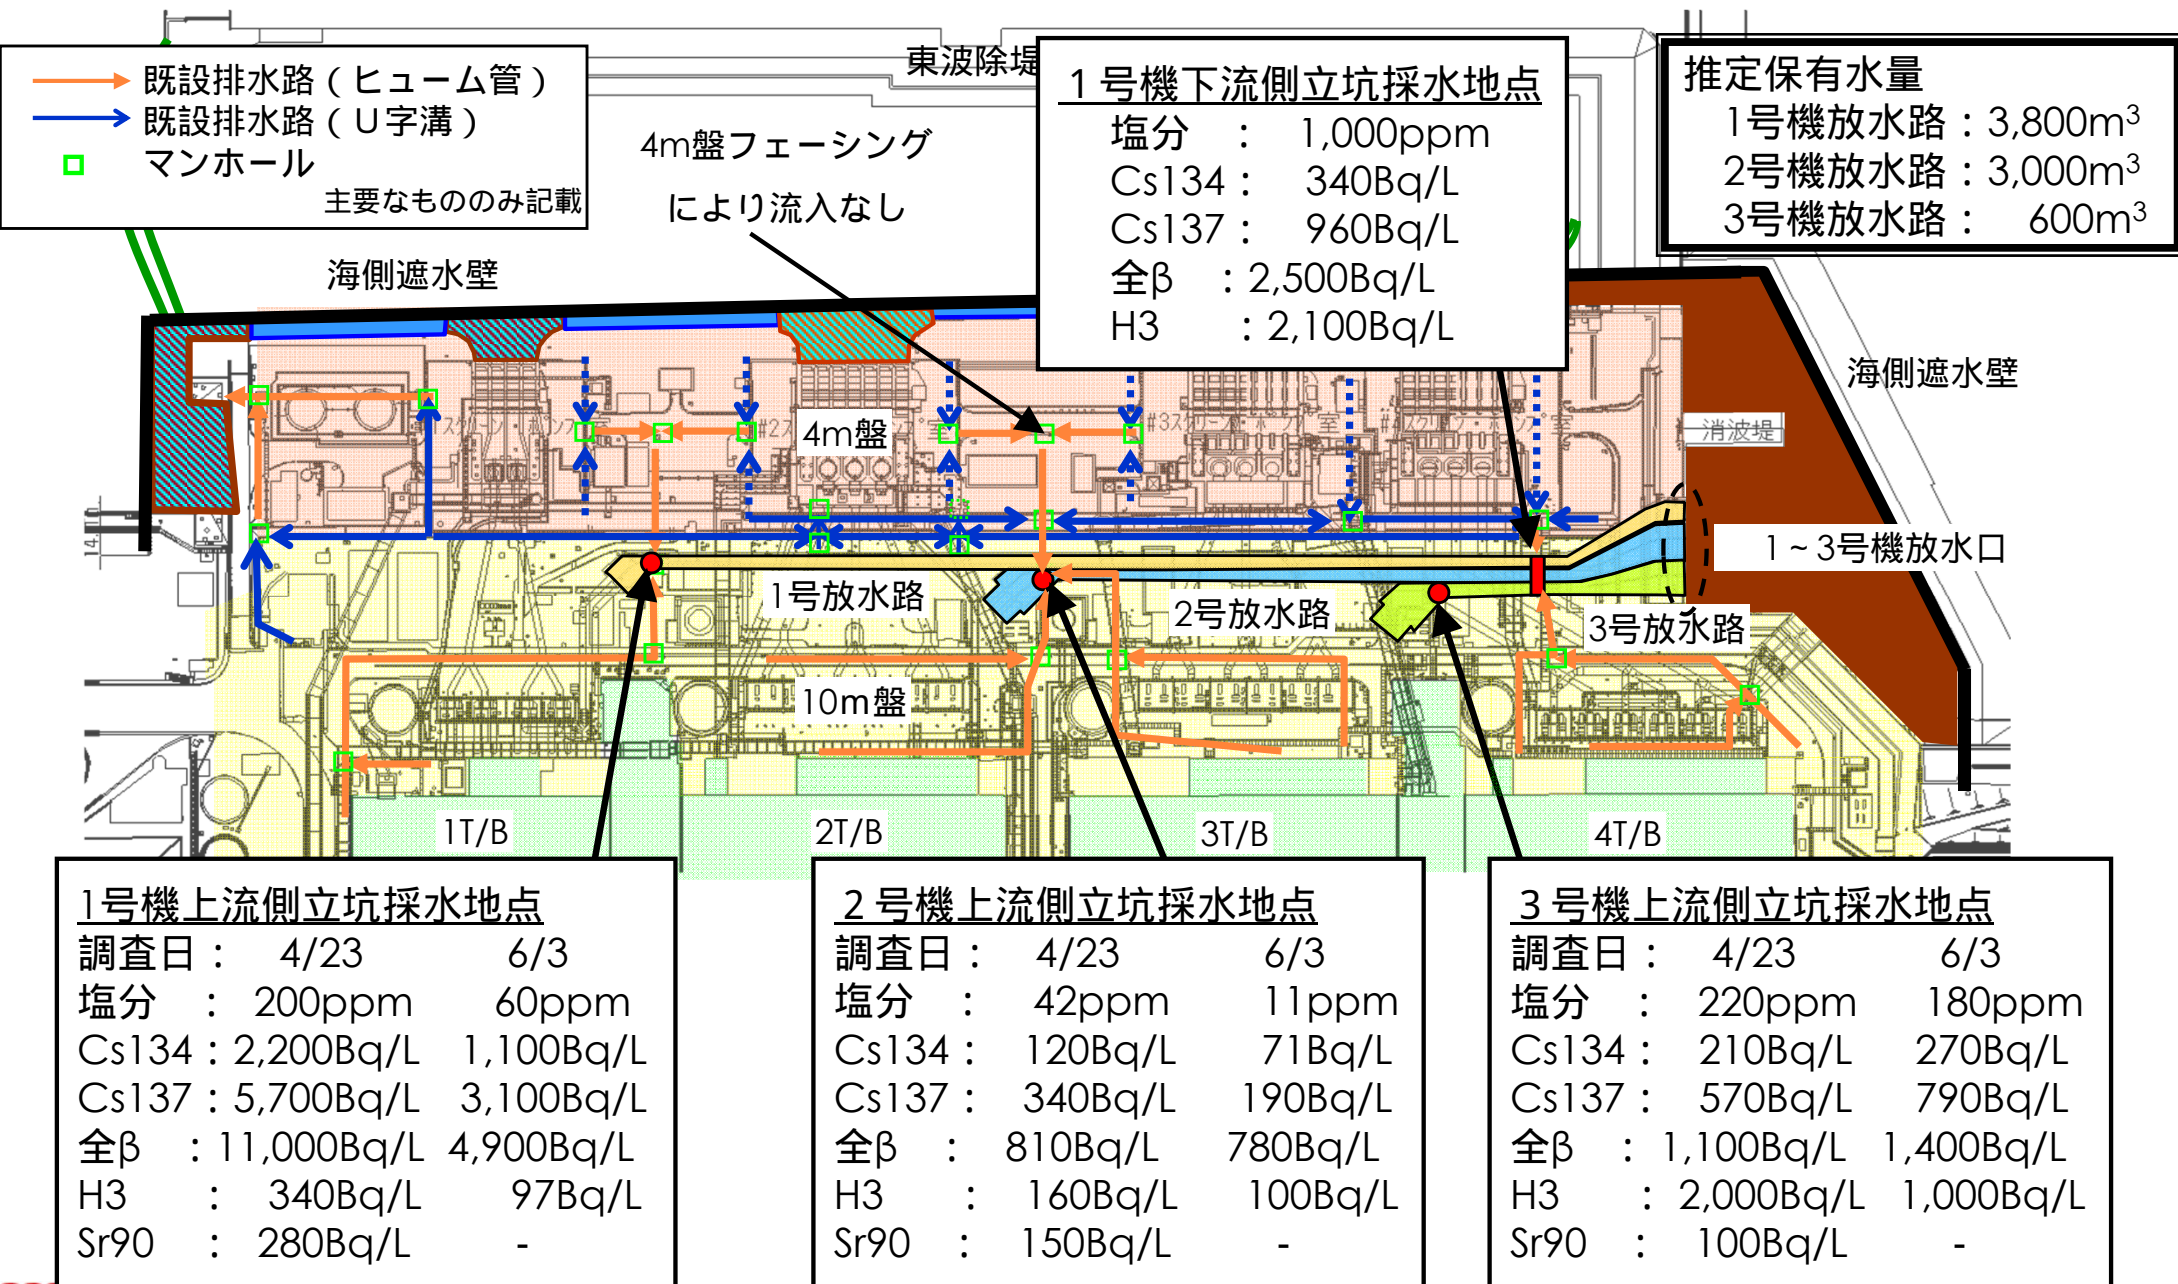 既設排水路（ヒューム管）
既設排水路（U字溝）
マンホール
主要なもののみ記載
東波除堤
4m盤フェーシング
により流入なし
1号機下流側立坑採水地点
塩分 ： 1,000ppm
Cs134： 340Bq/L
Cs137： 960Bq/L
全β ：2,500Bq/L
H3 ：2,100Bq/L
推定保有水量
1号機放水路：3,800m³
2号機放水路：3,000m³
3号機放水路： 600m³
海側遮水壁
海側遮水壁
消波堤
4m盤
1～3号機放水口
1号放水路
2号放水路
3号放水路
10m盤
1T/B
2T/B
3T/B
4T/B
1号機上流側立坑採水地点
調査日： 4/23 6/3
塩分 ： 200ppm 60ppm
Cs134：2,200Bq/L 1,100Bq/L
Cs137：5,700Bq/L 3,100Bq/L
全β ：11,000Bq/L 4,900Bq/L
H3 ： 340Bq/L 97Bq/L
Sr90 ： 280Bq/L -
2号機上流側立坑採水地点
調査日： 4/23 6/3
塩分 ： 42ppm 11ppm
Cs134： 120Bq/L 71Bq/L
Cs137： 340Bq/L 190Bq/L
全β ： 810Bq/L 780Bq/L
H3 ： 160Bq/L 100Bq/L
Sr90 ： 150Bq/L -
3号機上流側立坑採水地点
調査日： 4/23 6/3
塩分 ： 220ppm 180ppm
Cs134： 210Bq/L 270Bq/L
Cs137： 570Bq/L 790Bq/L
全β ： 1,100Bq/L 1,400Bq/L
H3 ： 2,000Bq/L 1,000Bq/L
Sr90 ： 100Bq/L -